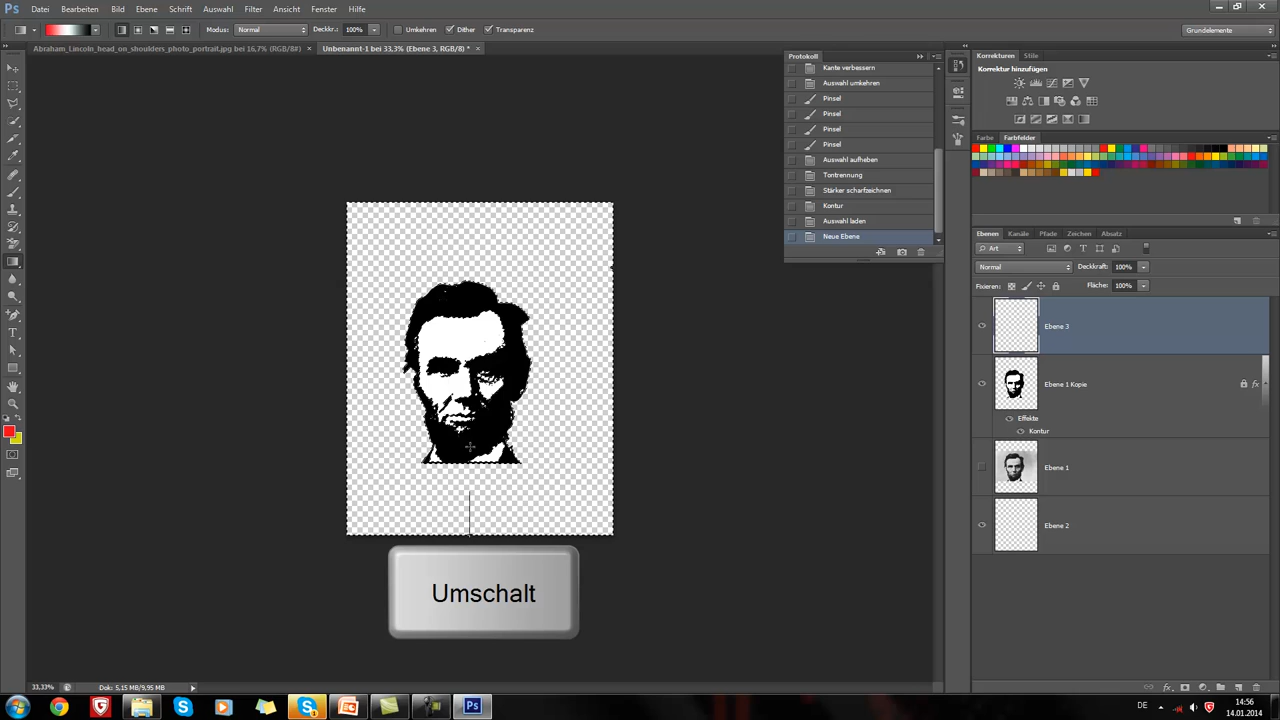 Ps Datei Bearbeiten Bild Ebene Schrift Auswahl Filter Ansicht Fenster Hilfe
Modus: Normal Deckkr.: 100% Umkehren Dither Transparenz Grundelemente
Abraham_Lincoln_head_on_shoulders_photo_portrait.jpg bei 16,7% (RGB/8#) × Unbenannt-1 bei 33,3% (Ebene 3, RGB/8) * ×
Protokoll
Kante verbessern
Auswahl umkehren
Pinsel
Pinsel
Pinsel
Pinsel
Auswahl aufheben
Tontrennung
Stärker scharfzeichnen
Kontur
Auswahl laden
Neue Ebene
Korrekturen Stile
Korrektur hinzufügen
Farbe Farbfelder
Ebenen Kanäle Pfade Zeichen Absatz
Art
Normal Deckkraft: 100%
Fixieren: Fläche: 100%
Ebene 3
Ebene 1 Kopie fx
Effekte
Kontur
Ebene 1
Ebene 2
Umschalt
33,33% Dok: 5,15 MB/9,95 MB
DE 14:56
14.01.2014